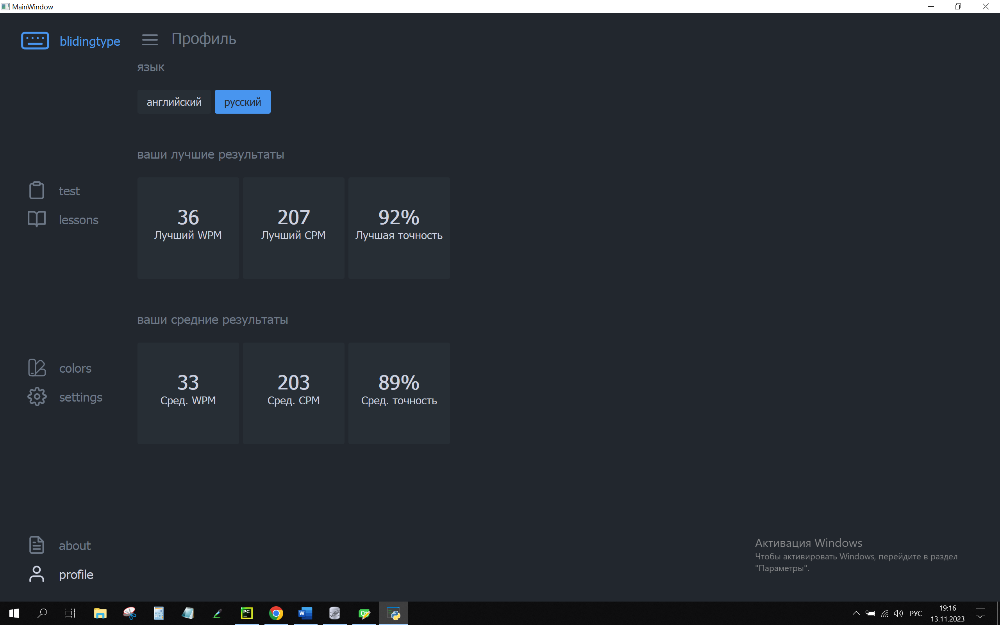 MainWindow
blidingtype
Профиль
язык
английский русский
ваши лучшие результаты
36 207 92%
Лучший WPM Лучший CPM Лучшая точность
test
lessons
ваши средние результаты
33 203 89%
Сред. WPM Сред. CPM Сред. точность
colors
settings
about
profile
Активация Windows
Чтобы активировать Windows, перейдите в раздел
"Параметры".
PC
W
Qt
РУС
19:16
13.11.2023